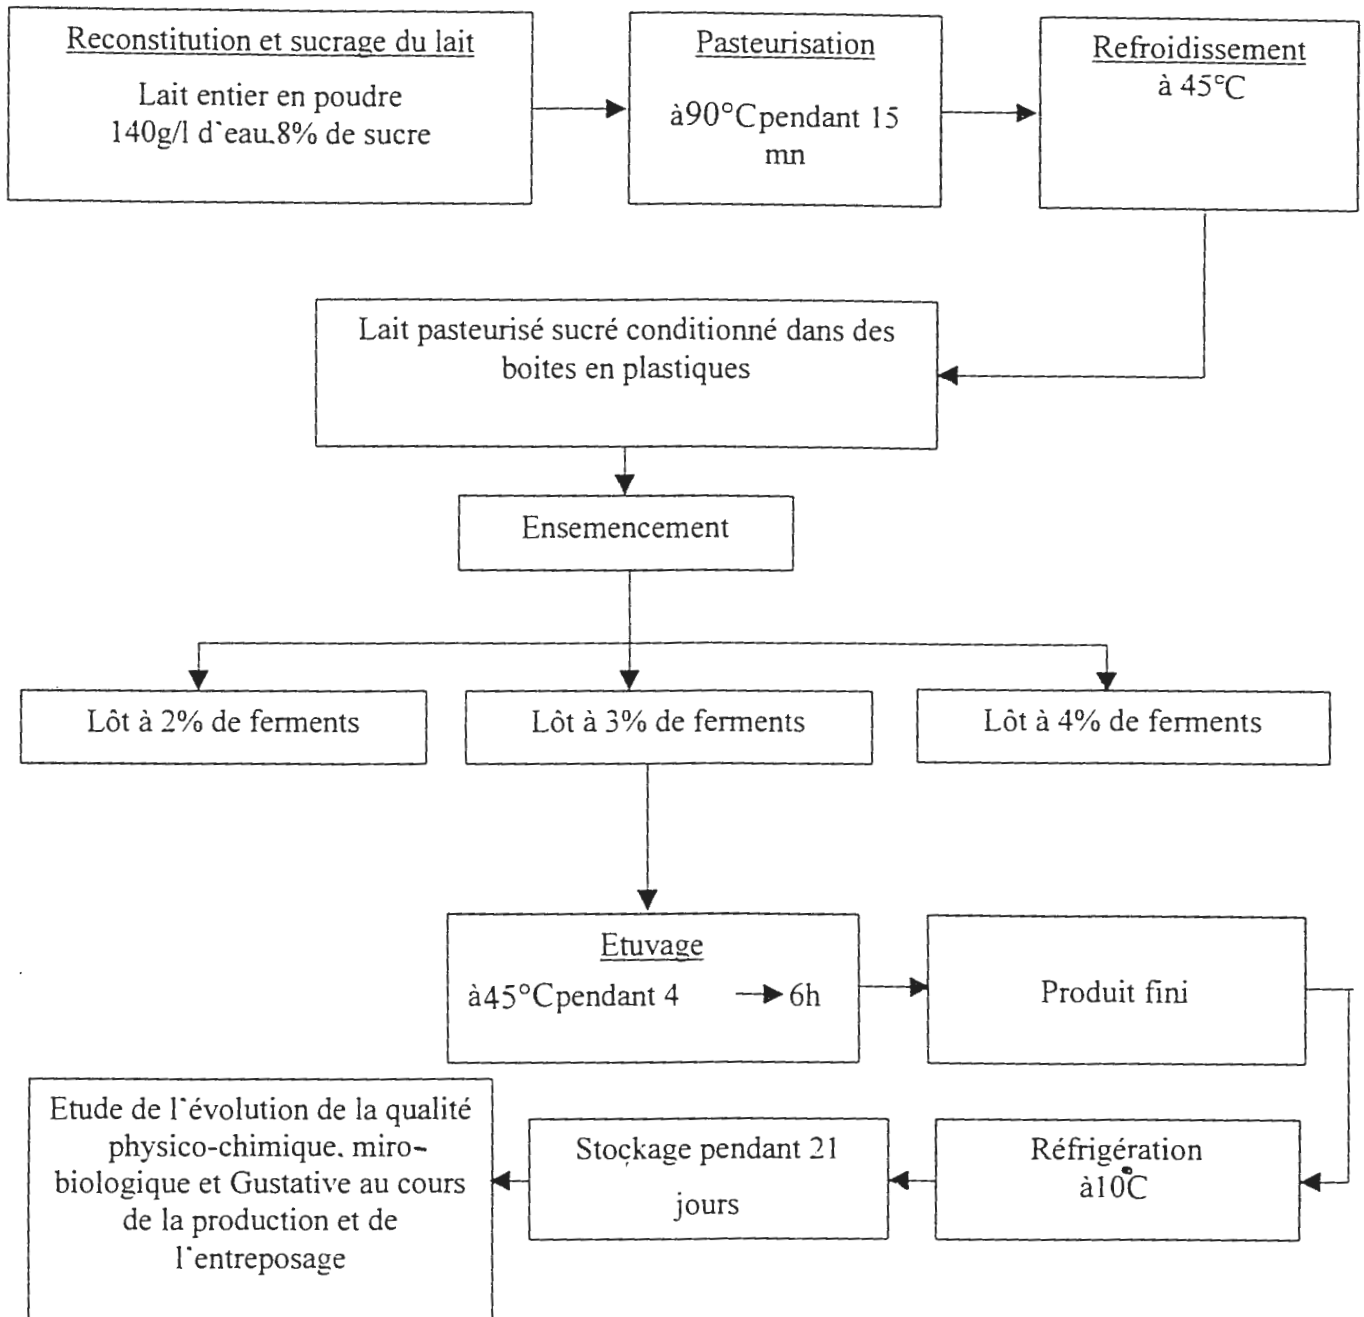 Reconstitution et sucrage du lait
Lait entier en poudre
140g/l d`eau.8% de sucre
Pasteurisation
à90°Cpendant 15
mn
Refroidissement
à 45°C
Lait pasteurisé sucré conditionné dans des
boites en plastiques
Ensemencement
Lôt à 2% de ferments
Lôt à 3% de ferments
Lôt à 4% de ferments
Etuvage
à45°Cpendant 4 → 6h
Produit fini
Réfrigération
à10°C
Stockage pendant 21
jours
Etude de l`évolution de la qualité
physico-chimique. miro-
biologique et Gustative au cours
de la production et de
l`entreposage